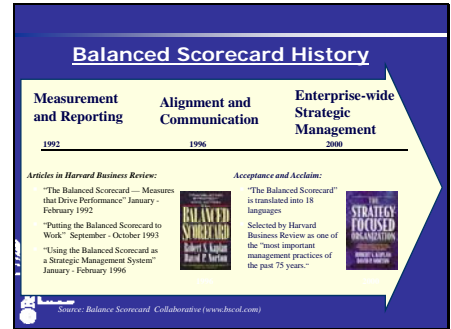 Balanced Scorecard History
Measurement
and Reporting
Alignment and
Communication
Enterprise-wide
Strategic
Management
1992
1996
2000
Articles in Harvard Business Review:
“The Balanced Scorecard — Measures
that Drive Performance” January -
February 1992
“Putting the Balanced Scorecard to
Work” September - October 1993
“Using the Balanced Scorecard as
a Strategic Management System”
January - February 1996
BALANCED
SCORECARD
Robert S. Kaplan
David P. Norton
Acceptance and Acclaim:
“The Balanced Scorecard”
is translated into 18
languages
Selected by Harvard
Business Review as one of
the “most important
management practices of
the past 75 years.“
THE
STRATEGY
FOCUSED
ORGANIZATION
ROBERT S. KAPLAN
DAVID P. NORTON
Source: Balance Scorecard Collaborative (www.bscol.com)